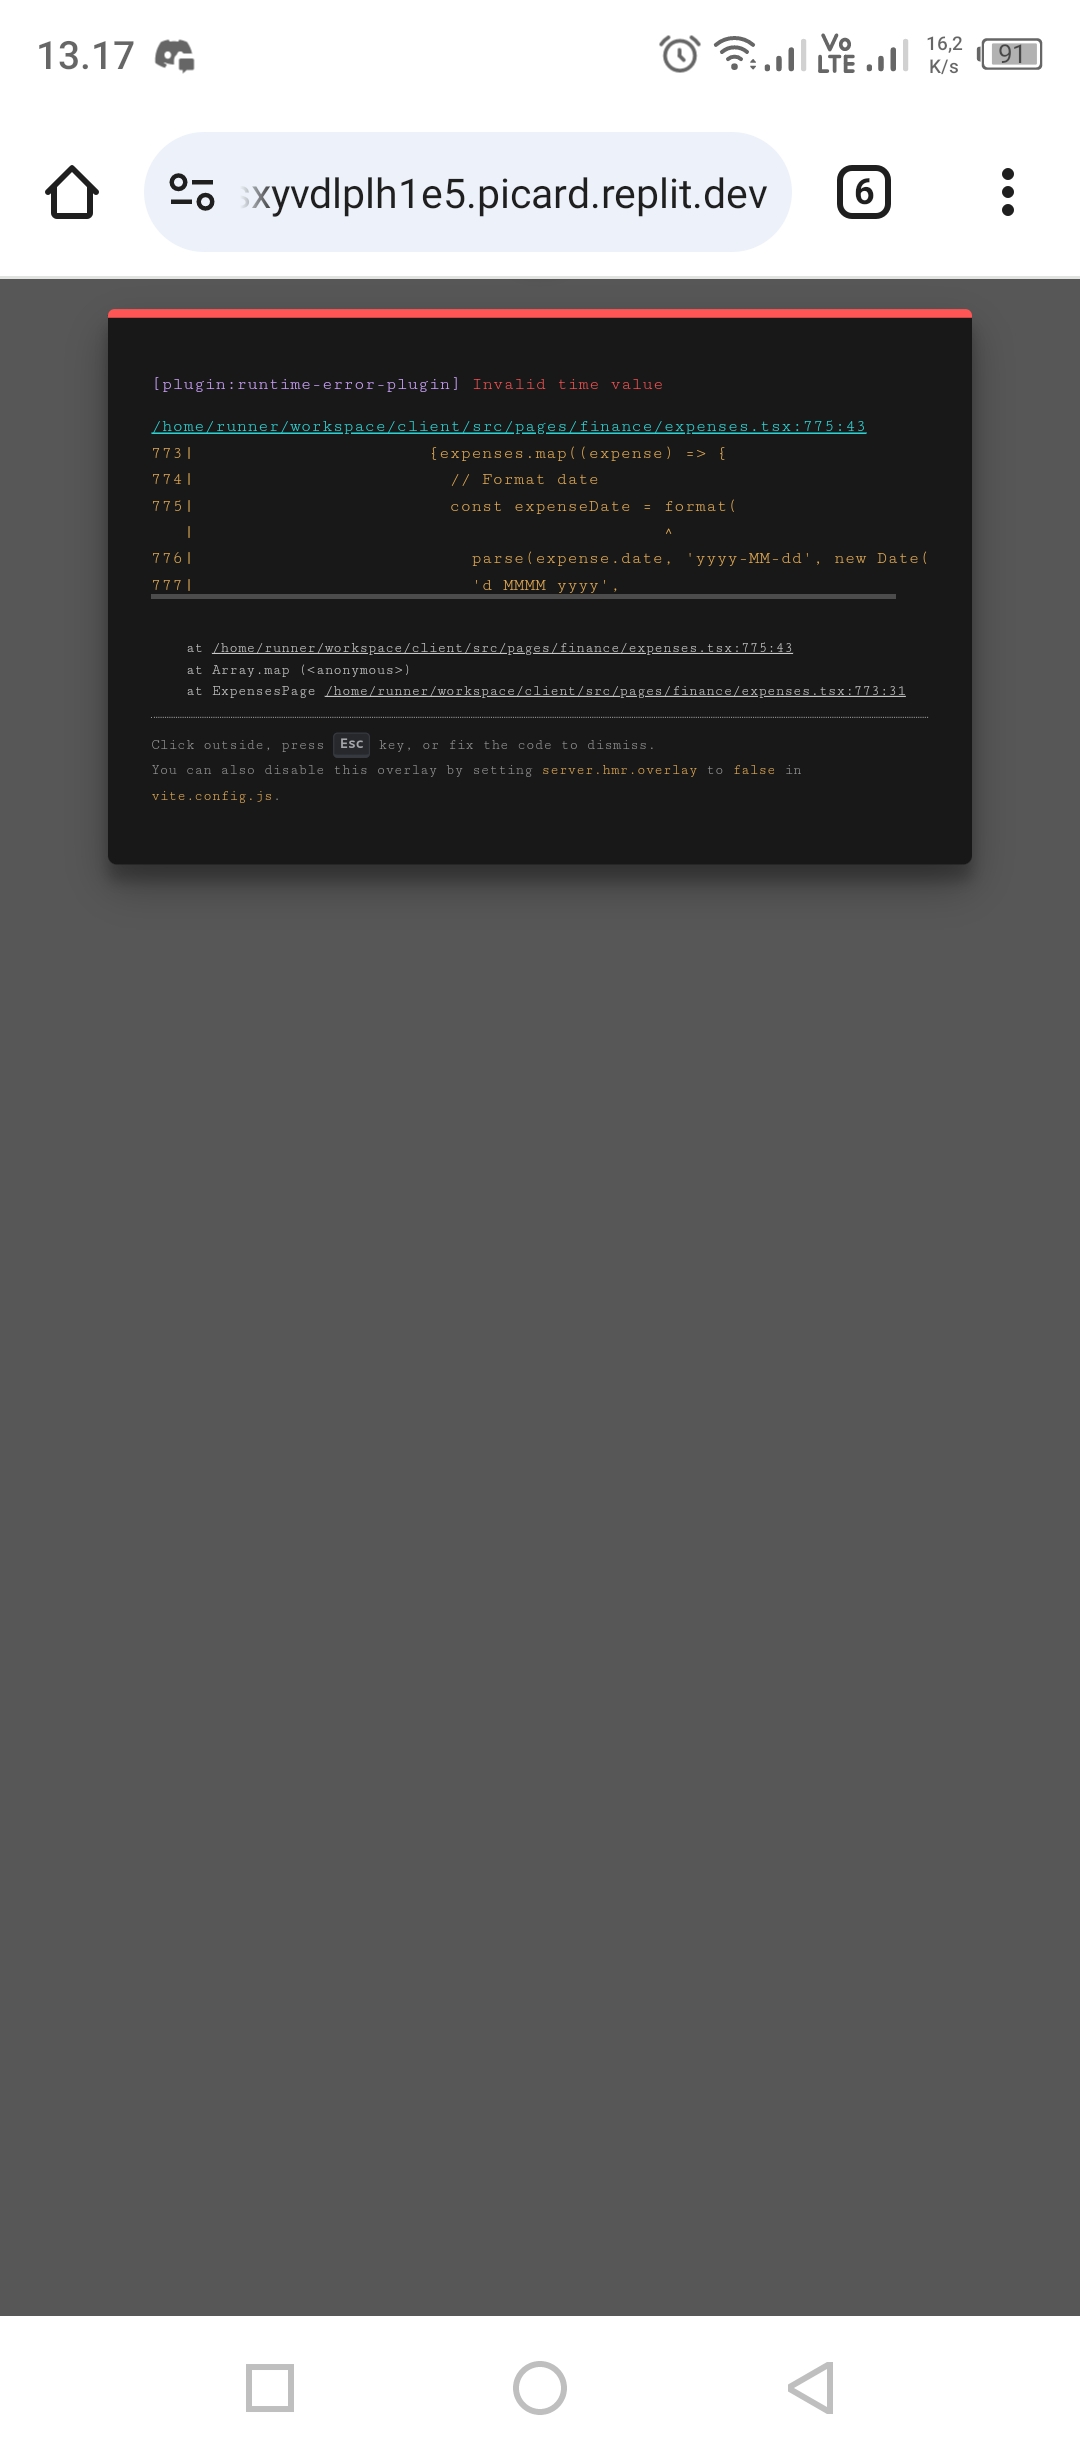 13.17
Vo LTE
16,2 K/s
91
xyvdlplh1e5.picard.replit.dev
6
[plugin:runtime-error-plugin] Invalid time value
/home/runner/workspace/client/src/pages/finance/expenses.tsx:775:43
773|                      {expenses.map((expense) => {
774|                        // Format date
775|                        const expenseDate = format(
   |                                            ^
776|                          parse(expense.date, 'yyyy-MM-dd', new Date(
777|                          'd MMMM yyyy',
at /home/runner/workspace/client/src/pages/finance/expenses.tsx:775:43
at Array.map (<anonymous>)
at ExpensesPage /home/runner/workspace/client/src/pages/finance/expenses.tsx:773:31
Click outside, press Esc key, or fix the code to dismiss.
You can also disable this overlay by setting server.hmr.overlay to false in
vite.config.js.